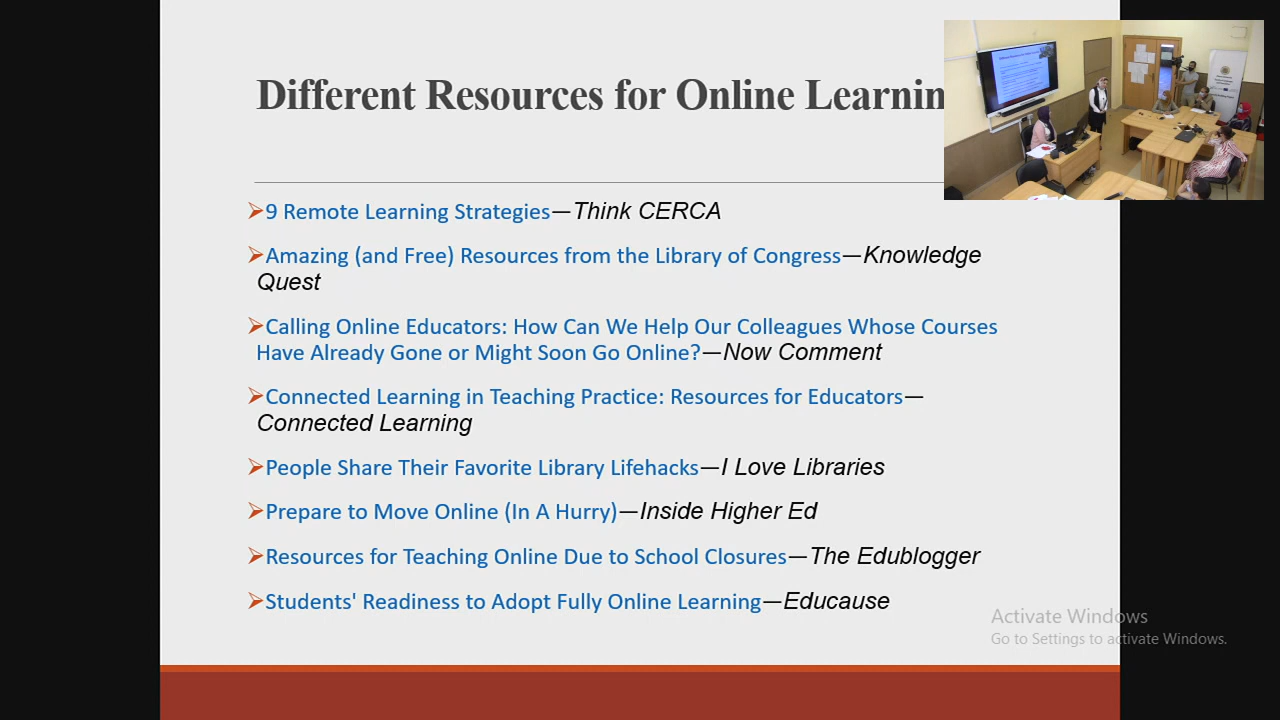 Different Resources for Online Learnin
➢9 Remote Learning Strategies—Think CERCA
➢Amazing (and Free) Resources from the Library of Congress—Knowledge
Quest
➢Calling Online Educators: How Can We Help Our Colleagues Whose Courses
Have Already Gone or Might Soon Go Online?—Now Comment
➢Connected Learning in Teaching Practice: Resources for Educators—
Connected Learning
➢People Share Their Favorite Library Lifehacks—I Love Libraries
➢Prepare to Move Online (In A Hurry)—Inside Higher Ed
➢Resources for Teaching Online Due to School Closures—The Edublogger
➢Students' Readiness to Adopt Fully Online Learning—Educause
Activate Windows
Go to Settings to activate Windows.